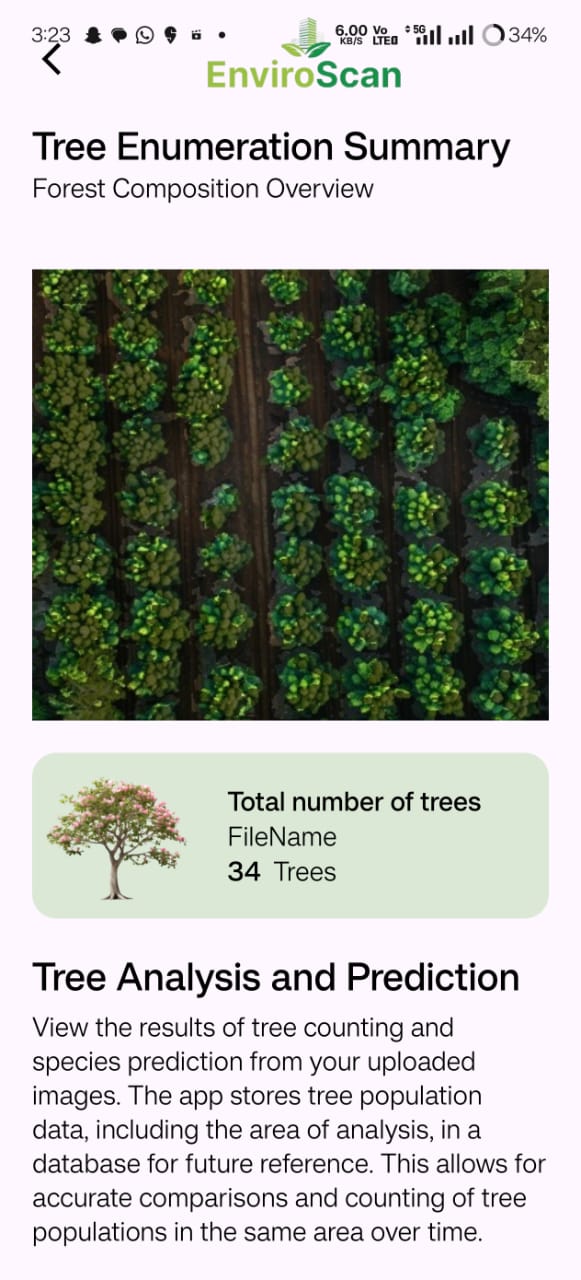 3:23
6.00 KB/S Vo LTE 5G 34%
EnviroScan
Tree Enumeration Summary
Forest Composition Overview
Total number of trees
FileName
34 Trees
Tree Analysis and Prediction
View the results of tree counting and
species prediction from your uploaded
images. The app stores tree population
data, including the area of analysis, in a
database for future reference. This allows for
accurate comparisons and counting of tree
populations in the same area over time.